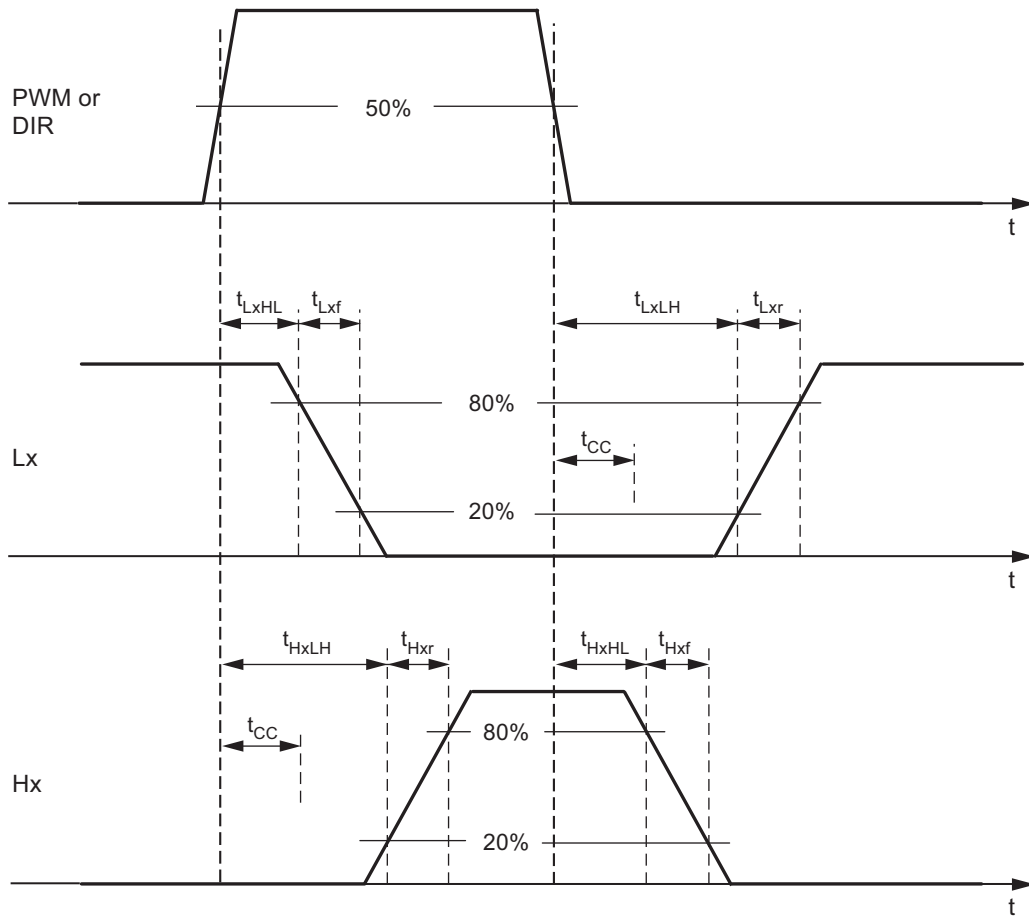 PWM or
DIR
50%
t
tLxHL
tLxf
tLxLH
tLxr
80%
Lx
tCC
20%
t
tHxLH
tHxr
tHxHL
tHxf
tCC
80%
Hx
20%
t